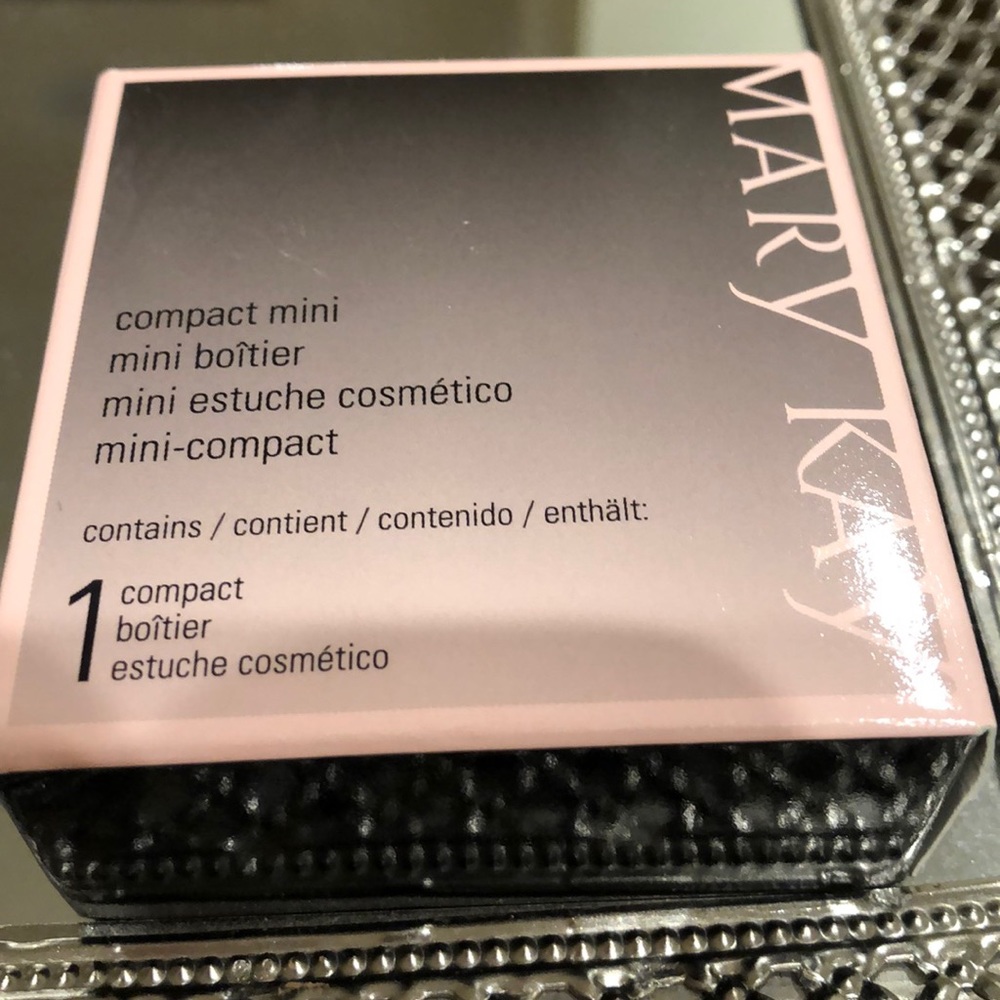 MARY KAY
compact mini
mini boîtier
mini estuche cosmético
mini-compact
contains / contient / contenido / enthält:
1 compact
boîtier
estuche cosmético